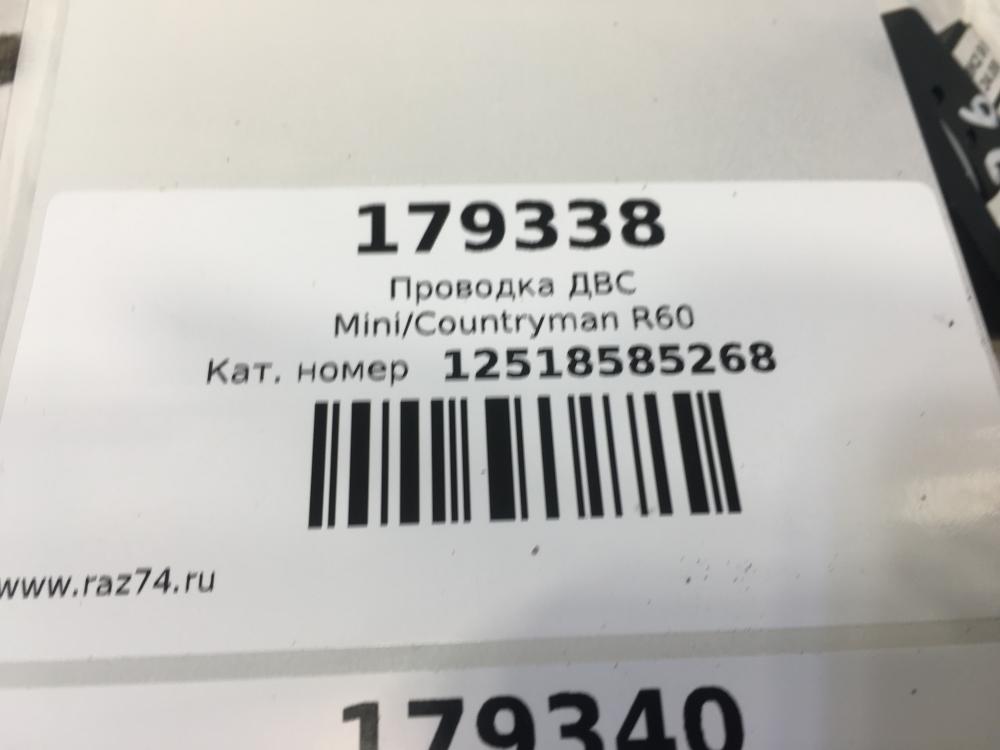 179338
Проводка ДВС
Mini/Countryman R60
Кат. номер 12518585268
www.raz74.ru
179340